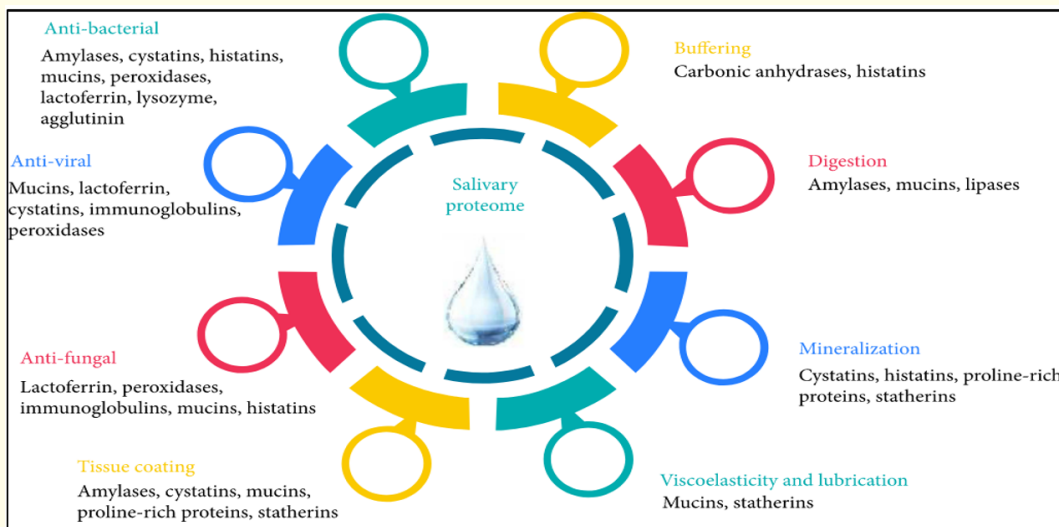 Anti-bacterial
Amylases, cystatins, histatins,
mucins, peroxidases,
lactoferrin, lysozyme,
agglutinin
Buffering
Carbonic anhydrases, histatins
Anti-viral
Mucins, lactoferrin,
cystatins, immunoglobulins,
peroxidases
Salivary
proteome
Digestion
Amylases, mucins, lipases
Anti-fungal
Lactoferrin, peroxidases,
immunoglobulins, mucins, histatins
Mineralization
Cystatins, histatins, proline-rich
proteins, statherins
Tissue coating
Amylases, cystatins, mucins,
proline-rich proteins, statherins
Viscoelasticity and lubrication
Mucins, statherins